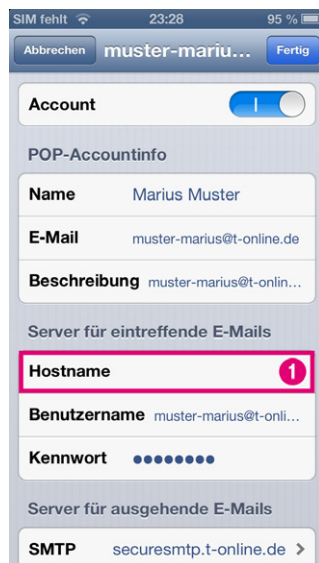 SIM fehlt 23:28 95 %
Abbrechen muster-mariu... Fertig
Account
POP-Accountinfo
Name Marius Muster
E-Mail muster-marius@t-online.de
Beschreibung muster-marius@t-onlin...
Server für eintreffende E-Mails
Hostname 1
Benutzername muster-marius@t-onli...
Kennwort ●●●●●●●●
Server für ausgehende E-Mails
SMTP securesmtp.t-online.de >